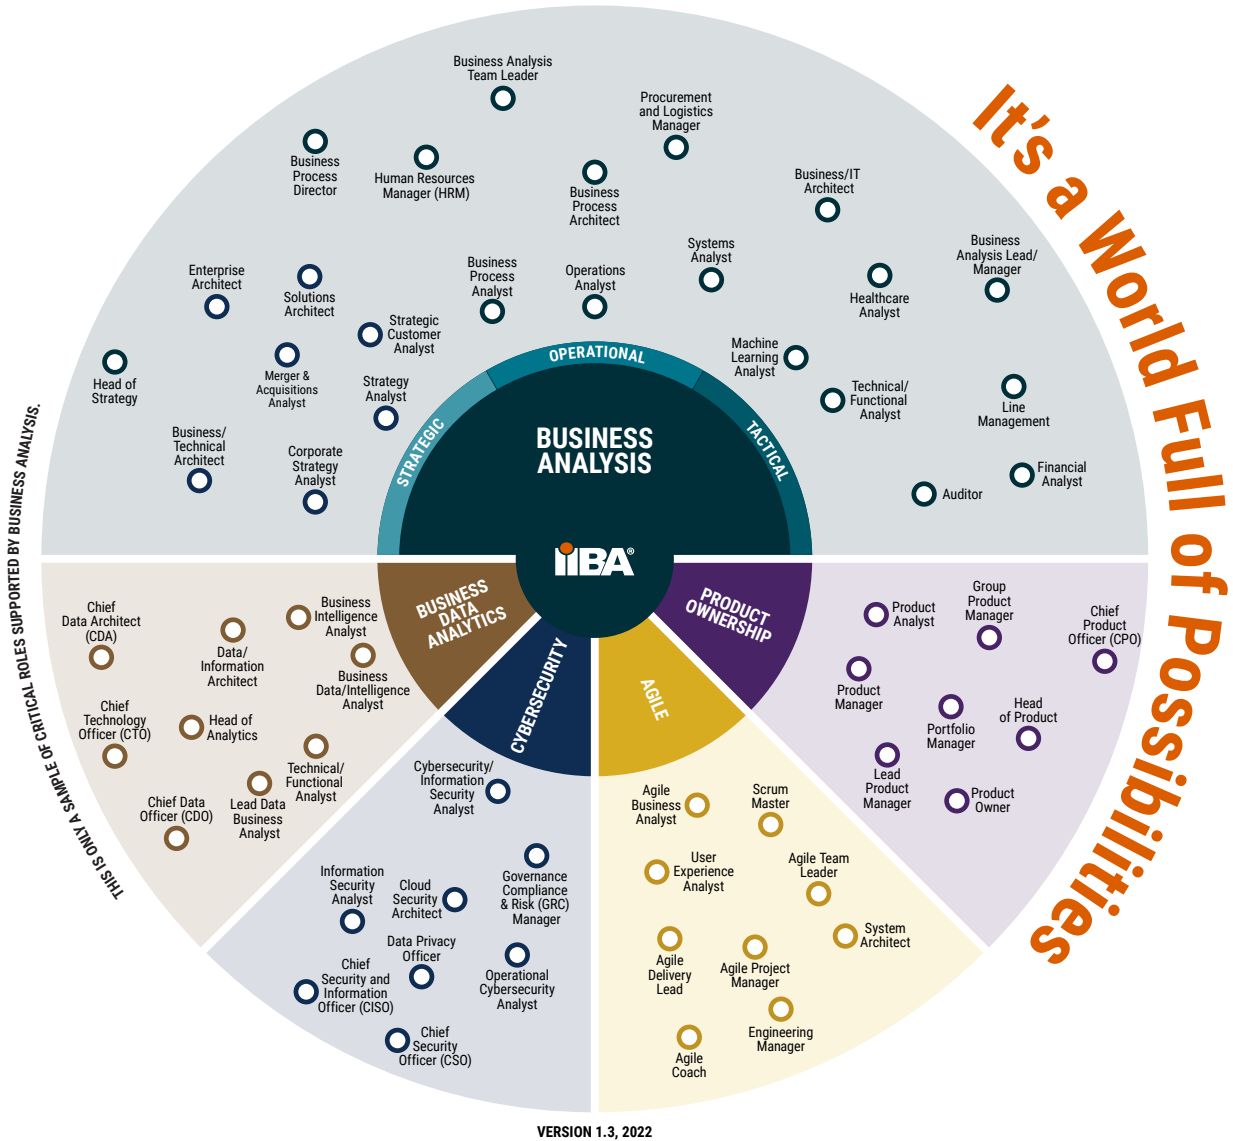 Business Analysis
Team Leader
Procurement
and Logistics
Manager
Business
Process
Director
Human Resources
Manager (HRM)
Business
Process
Architect
Business/IT
Architect
Systems
Analyst
Business
Analysis Lead/
Manager
Enterprise
Architect
Solutions
Architect
Business
Process
Analyst
Operations
Analyst
Healthcare
Analyst
Strategic
Customer
Analyst
Machine
Learning
Analyst
Head of
Strategy
Merger &
Acquisitions
Analyst
Strategy
Analyst
Technical/
Functional
Analyst
Line
Management
Business/
Technical
Architect
Corporate
Strategy
Analyst
Financial
Analyst
Auditor
STRATEGIC
OPERATIONAL
TACTICAL
BUSINESS
ANALYSIS
iiBA®
BUSINESS
DATA
ANALYTICS
CYBERSECURITY
AGILE
PRODUCT
OWNERSHIP
Chief
Data Architect
(CDA)
Data/
Information
Architect
Business
Intelligence
Analyst
Business
Data/Intelligence
Analyst
Chief
Technology
Officer (CTO)
Head of
Analytics
Technical/
Functional
Analyst
Chief Data
Officer (CDO)
Lead Data
Business
Analyst
Cybersecurity/
Information
Security
Analyst
Information
Security
Analyst
Cloud
Security
Architect
Governance
Compliance
& Risk (GRC)
Manager
Data Privacy
Officer
Chief
Security and
Information
Officer (CISO)
Operational
Cybersecurity
Analyst
Chief
Security
Officer (CSO)
Agile
Business
Analyst
Scrum
Master
User
Experience
Analyst
Agile Team
Leader
System
Architect
Agile
Delivery
Lead
Agile Project
Manager
Engineering
Manager
Agile
Coach
Product
Analyst
Group
Product
Manager
Chief
Product
Officer (CPO)
Product
Manager
Portfolio
Manager
Head
of Product
Lead
Product
Manager
Product
Owner
It's a World Full of Possibilities
THIS IS ONLY A SAMPLE OF CRITICAL ROLES SUPPORTED BY BUSINESS ANALYSIS.
VERSION 1.3, 2022